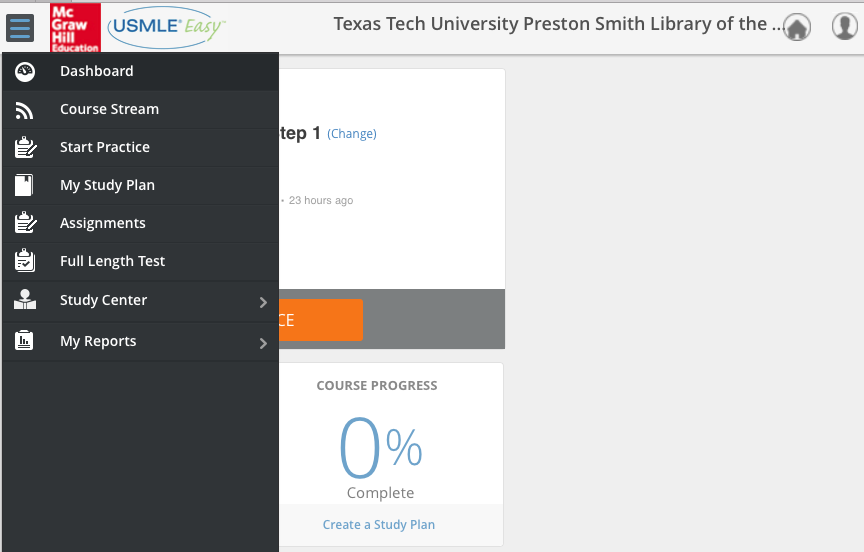 Mc
Graw
Hill
Education
USMLE® Easy™
Texas Tech University Preston Smith Library of the ...
Dashboard
Course Stream
Start Practice
My Study Plan
Assignments
Full Length Test
Study Center
My Reports
tep 1 (Change)
• 23 hours ago
CE
COURSE PROGRESS
0%
Complete
Create a Study Plan